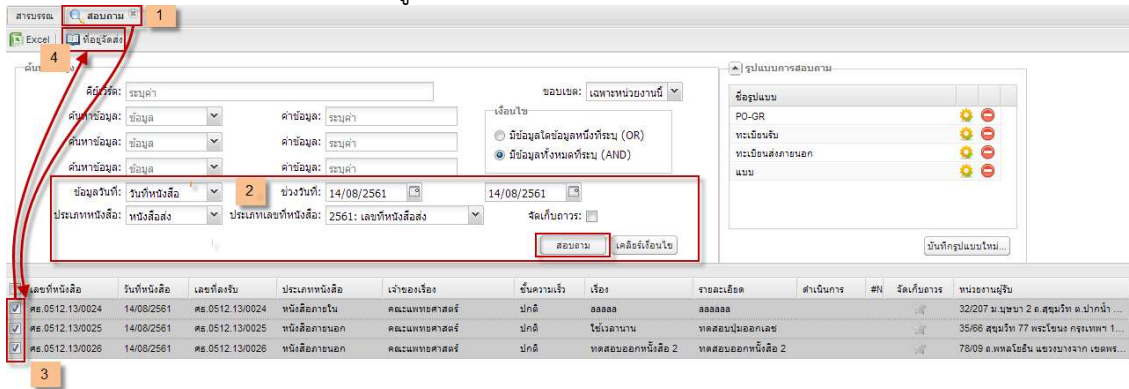 สารบรรณ สอบถาม 1
Excel ที่อยู่จัดส่ง
4
คีย์เวิร์ด: ระบุค่า ขอบเขต: เฉพาะหน่วยงานนี้
ค้นหาข้อมูล: ข้อมูล ค่าข้อมูล: ระบุค่า
ค้นหาข้อมูล: ข้อมูล ค่าข้อมูล: ระบุค่า
ค้นหาข้อมูล: ข้อมูล ค่าข้อมูล: ระบุค่า
เงื่อนไข
มีข้อมูลใดข้อมูลหนึ่งที่ระบุ (OR)
มีข้อมูลทั้งหมดที่ระบุ (AND)
ข้อมูลวันที่: วันที่หนังสือ 2 ช่วงวันที่: 14/08/2561 14/08/2561
ประเภทหนังสือ: หนังสือส่ง ประเภทเลขที่หนังสือ: 2561: เลขที่หนังสือส่ง จัดเก็บถาวร:
สอบถาม เคลียร์เงื่อนไข
รูปแบบการสอบถาม
ชื่อรูปแบบ
PO-GR
ทะเบียนรับ
ทะเบียนส่งภายนอก
แบบ
บันทึกรูปแบบใหม่...
เลขที่หนังสือ วันที่หนังสือ เลขที่ลงรับ ประเภทหนังสือ เจ้าของเรื่อง ชั้นความเร็ว เรื่อง รายละเอียด ดำเนินการ #N จัดเก็บถาวร หน่วยงานผู้รับ
ศธ.0512.13/0024 14/08/2561 ศธ.0512.13/0024 หนังสือภายใน คณะแพทยศาสตร์ ปกติ aaaaa aaaaaa 32/207 ม.บุษบา 2 ถ.สุขุมวิท ต.ปากน้ำ ...
ศธ.0512.13/0025 14/08/2561 ศธ.0512.13/0025 หนังสือภายนอก คณะแพทยศาสตร์ ปกติ ใช้เวลานาน ทดสอบปุ่มออกเลข 35/66 สุขุมวิท 77 พระโขนง กรุงเทพฯ 1...
ศธ.0512.13/0026 14/08/2561 ศธ.0512.13/0026 หนังสือภายนอก คณะแพทยศาสตร์ ปกติ ทดสอบออกหนังสือ 2 ทดสอบออกหนังสือ 2 78/09 ถ.พหลโยธิน แขวงบางจาก เขตพร...
3